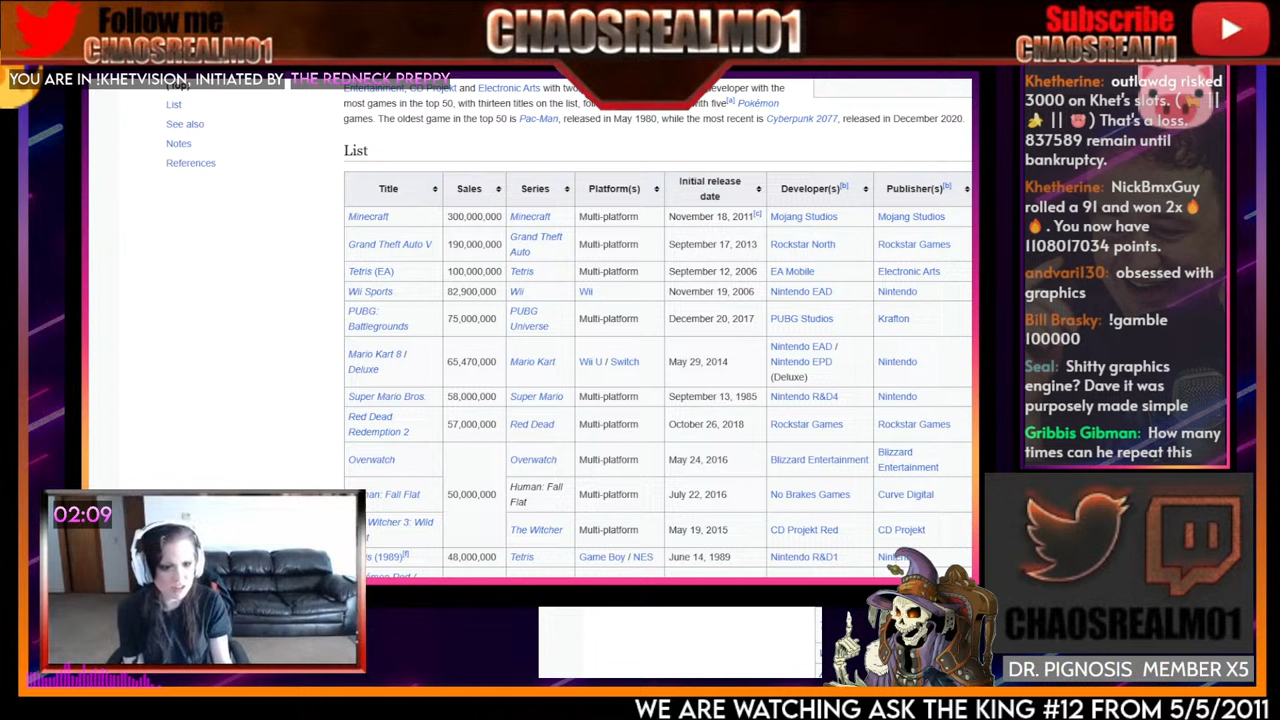 Follow me
CHAOSREALM01
CHAOSREALM01
Subscribe
CHAOSREALM
YOU ARE IN !KHETVISION, INITIATED BY THE REDNECK PREPPY
(Top)
List
See also
Notes
References
Entertainment, CD Projekt and Electronic Arts with two
developer with the
most games in the top 50, with thirteen titles on the list,
with five[a] Pokémon
games. The oldest game in the top 50 is Pac-Man, released in May 1980, while the most recent is Cyberpunk 2077, released in December 2020.
List
Title Sales Series Platform(s) Initial release date Developer(s)[b] Publisher(s)[b]
Minecraft 300,000,000 Minecraft Multi-platform November 18, 2011[c] Mojang Studios Mojang Studios
Grand Theft Auto V 190,000,000 Grand Theft Auto Multi-platform September 17, 2013 Rockstar North Rockstar Games
Tetris (EA) 100,000,000 Tetris Multi-platform September 12, 2006 EA Mobile Electronic Arts
Wii Sports 82,900,000 Wii Wii November 19, 2006 Nintendo EAD Nintendo
PUBG: Battlegrounds 75,000,000 PUBG Universe Multi-platform December 20, 2017 PUBG Studios Krafton
Mario Kart 8 / Deluxe 65,470,000 Mario Kart Wii U / Switch May 29, 2014 Nintendo EAD / Nintendo EPD (Deluxe) Nintendo
Super Mario Bros. 58,000,000 Super Mario Multi-platform September 13, 1985 Nintendo R&D4 Nintendo
Red Dead Redemption 2 57,000,000 Red Dead Multi-platform October 26, 2018 Rockstar Games Rockstar Games
Overwatch Overwatch Multi-platform May 24, 2016 Blizzard Entertainment Blizzard Entertainment
man: Fall Flat 50,000,000 Human: Fall Flat Multi-platform July 22, 2016 No Brakes Games Curve Digital
Witcher 3: Wild The Witcher Multi-platform May 19, 2015 CD Projekt Red CD Projekt
(1989)[f] 48,000,000 Tetris Game Boy / NES June 14, 1989 Nintendo R&D1
Khetherine: outlawdg risked
3000 on Khet's slots. ( ||
|| ) That's a loss.
837589 remain until
bankruptcy.
Khetherine: NickBmxGuy
rolled a 91 and won 2x
. You now have
1108017034 points.
andvari130: obsessed with
graphics
Bill Brasky: !gamble
100000
Seal: Shitty graphics
engine? Dave it was
purposely made simple
Gribbis Gibman: How many
times can he repeat this
02:09
CHAOSREALM01
DR. PIGNOSIS MEMBER X5
WE ARE WATCHING ASK THE KING #12 FROM 5/5/2011